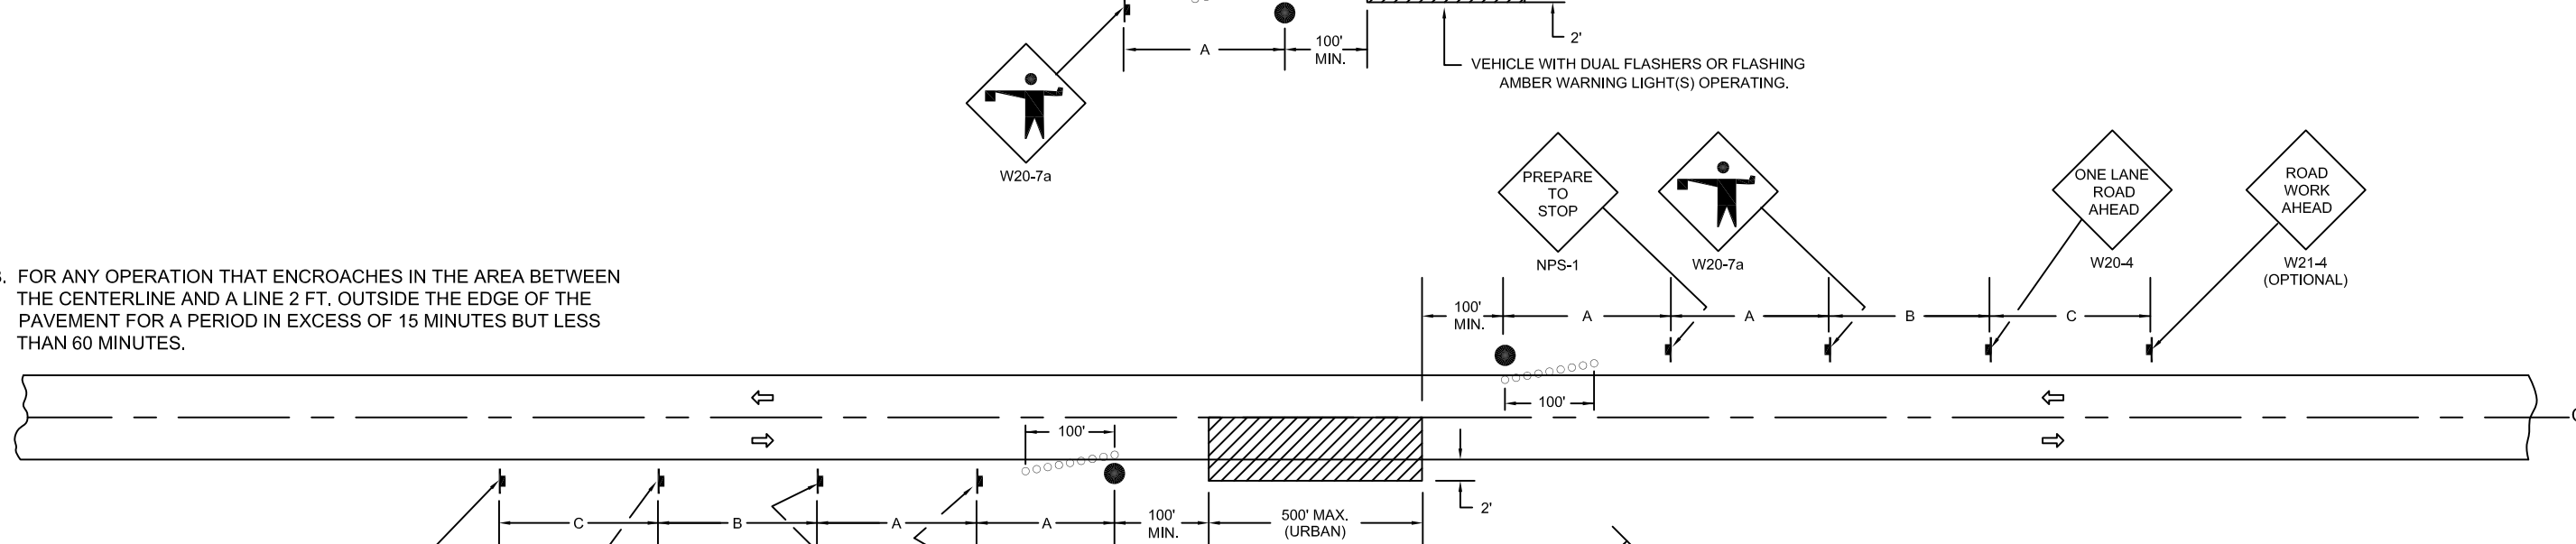 2'
A
100'
MIN.
VEHICLE WITH DUAL FLASHERS OR FLASHING
AMBER WARNING LIGHT(S) OPERATING.
W20-7a
PREPARE
TO
STOP
NPS-1
W20-7a
ONE LANE
ROAD
AHEAD
W20-4
ROAD
WORK
AHEAD
W21-4
(OPTIONAL)
FOR ANY OPERATION THAT ENCROACHES IN THE AREA BETWEEN
THE CENTERLINE AND A LINE 2 FT. OUTSIDE THE EDGE OF THE
PAVEMENT FOR A PERIOD IN EXCESS OF 15 MINUTES BUT LESS
THAN 60 MINUTES.
100'
MIN.
A
A
B
C
100'
100'
2'
C
B
A
A
100'
MIN.
500' MAX.
(URBAN)